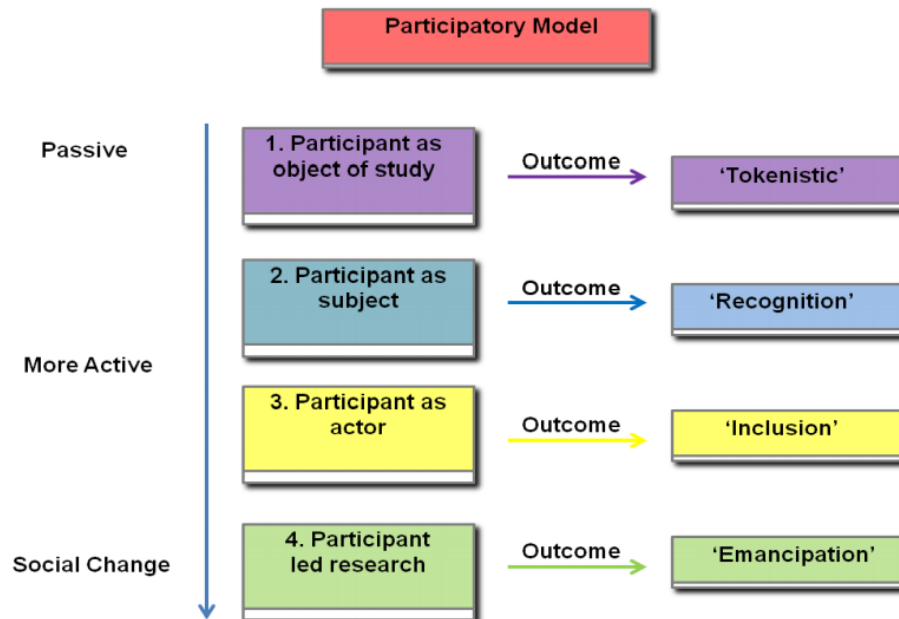 Participatory Model
Passive
1. Participant as
object of study
Outcome
‘Tokenistic’
2. Participant as
subject
Outcome
‘Recognition’
More Active
3. Participant as
actor
Outcome
‘Inclusion’
Social Change
4. Participant
led research
Outcome
‘Emancipation’